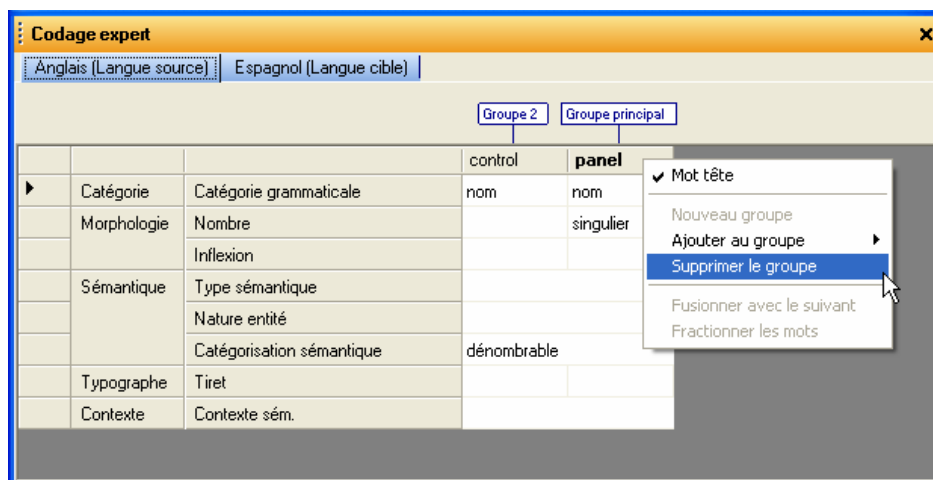 Codage expert
Anglais (Langue source) Espagnol (Langue cible)
Groupe 2 Groupe principal
control panel
Catégorie Catégorie grammaticale nom nom
Morphologie Nombre singulier
Inflexion
Sémantique Type sémantique
Nature entité
Catégorisation sémantique dénombrable
Typographe Tiret
Contexte Contexte sém.
Mot tête
Nouveau groupe
Ajouter au groupe
Supprimer le groupe
Fusionner avec le suivant
Fractionner les mots